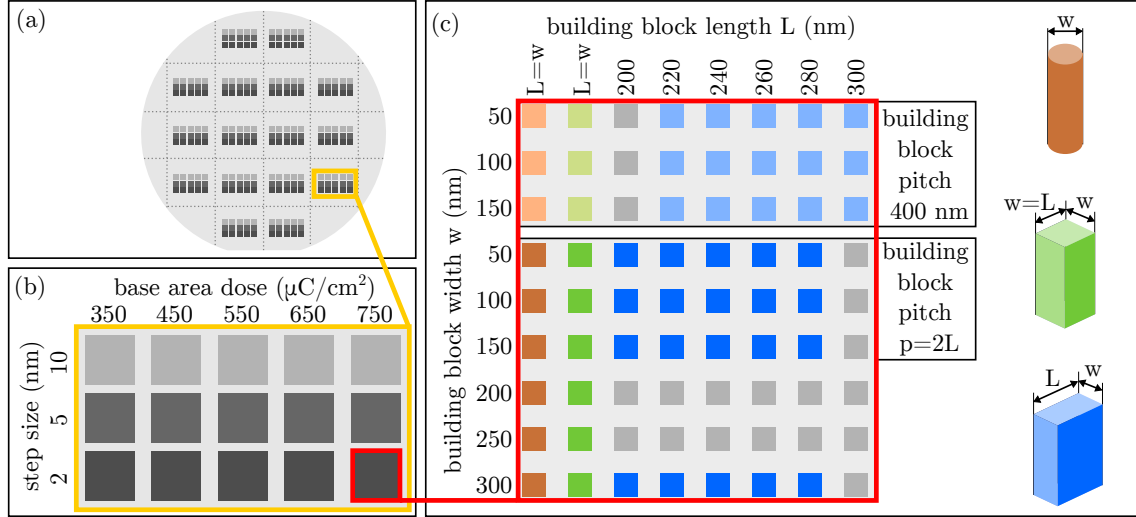 (a)
(b)
base area dose (μC/cm²)
350 450 550 650 750
step size (nm)
10
5
2
(c)
building block length L (nm)
L=w L=w 200 220 240 260 280 300
building block width w (nm)
50
100
150
50
100
150
200
250
300
building
block
pitch
400 nm
building
block
pitch
p=2L
w
w=L w
L w